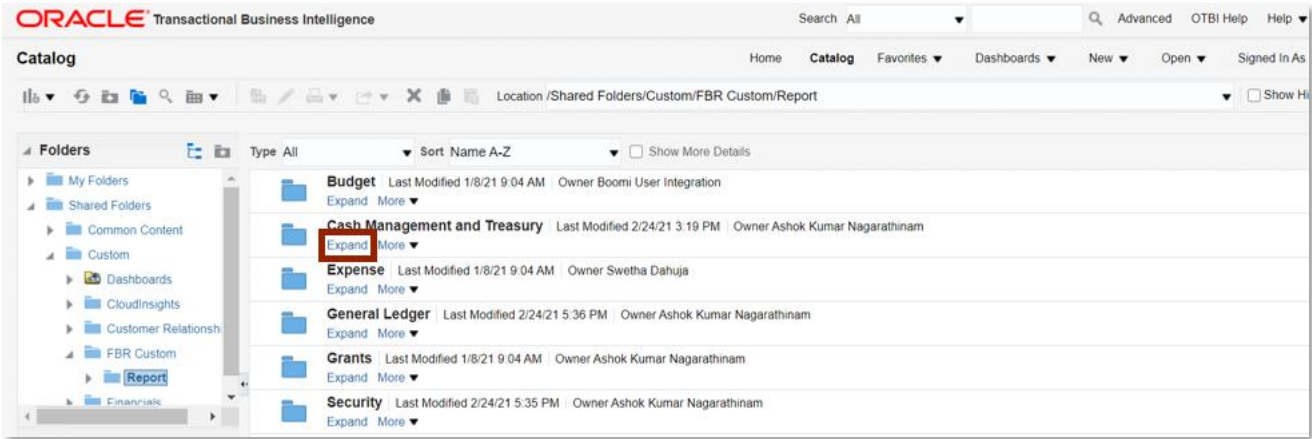 ORACLE Transactional Business Intelligence Search All Advanced OTBI Help Help
Catalog Home Catalog Favorites Dashboards New Open Signed In As
Location /Shared Folders/Custom/FBR Custom/Report Show Hi
Folders Type All Sort Name A-Z Show More Details
My Folders
Shared Folders
Common Content
Custom
Dashboards
CloudInsights
Customer Relationsh
FBR Custom
Report
Financials
Budget Last Modified 1/8/21 9:04 AM Owner Boomi User Integration
Expand More
Cash Management and Treasury Last Modified 2/24/21 3:19 PM Owner Ashok Kumar Nagarathinam
Expand More
Expense Last Modified 1/8/21 9:04 AM Owner Swetha Dahuja
Expand More
General Ledger Last Modified 2/24/21 5:36 PM Owner Ashok Kumar Nagarathinam
Expand More
Grants Last Modified 1/8/21 9:04 AM Owner Ashok Kumar Nagarathinam
Expand More
Security Last Modified 2/24/21 5:35 PM Owner Ashok Kumar Nagarathinam
Expand More